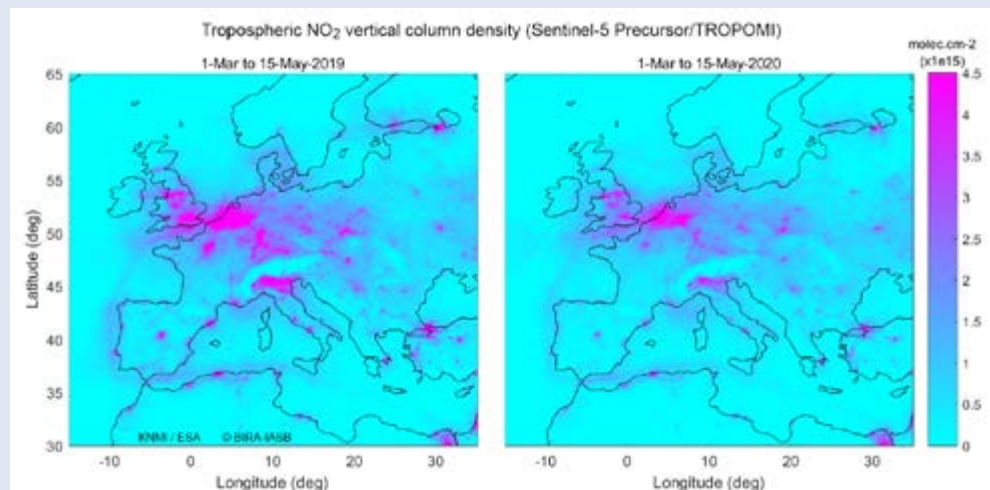 Tropospheric NO2 vertical column density (Sentinel-5 Precursor/TROPOMI)
1-Mar to 15-May-2019
1-Mar to 15-May-2020
molec.cm-2
(x1e15)
65
60
55
50
45
40
35
30
Latitude (deg)
KNMI / ESA © BIRA-IASB
-10 0 10 20 30
Longitude (deg)
-10 0 10 20 30
Longitude (deg)
4.5
4
3.5
3
2.5
2
1.5
1
0.5
0